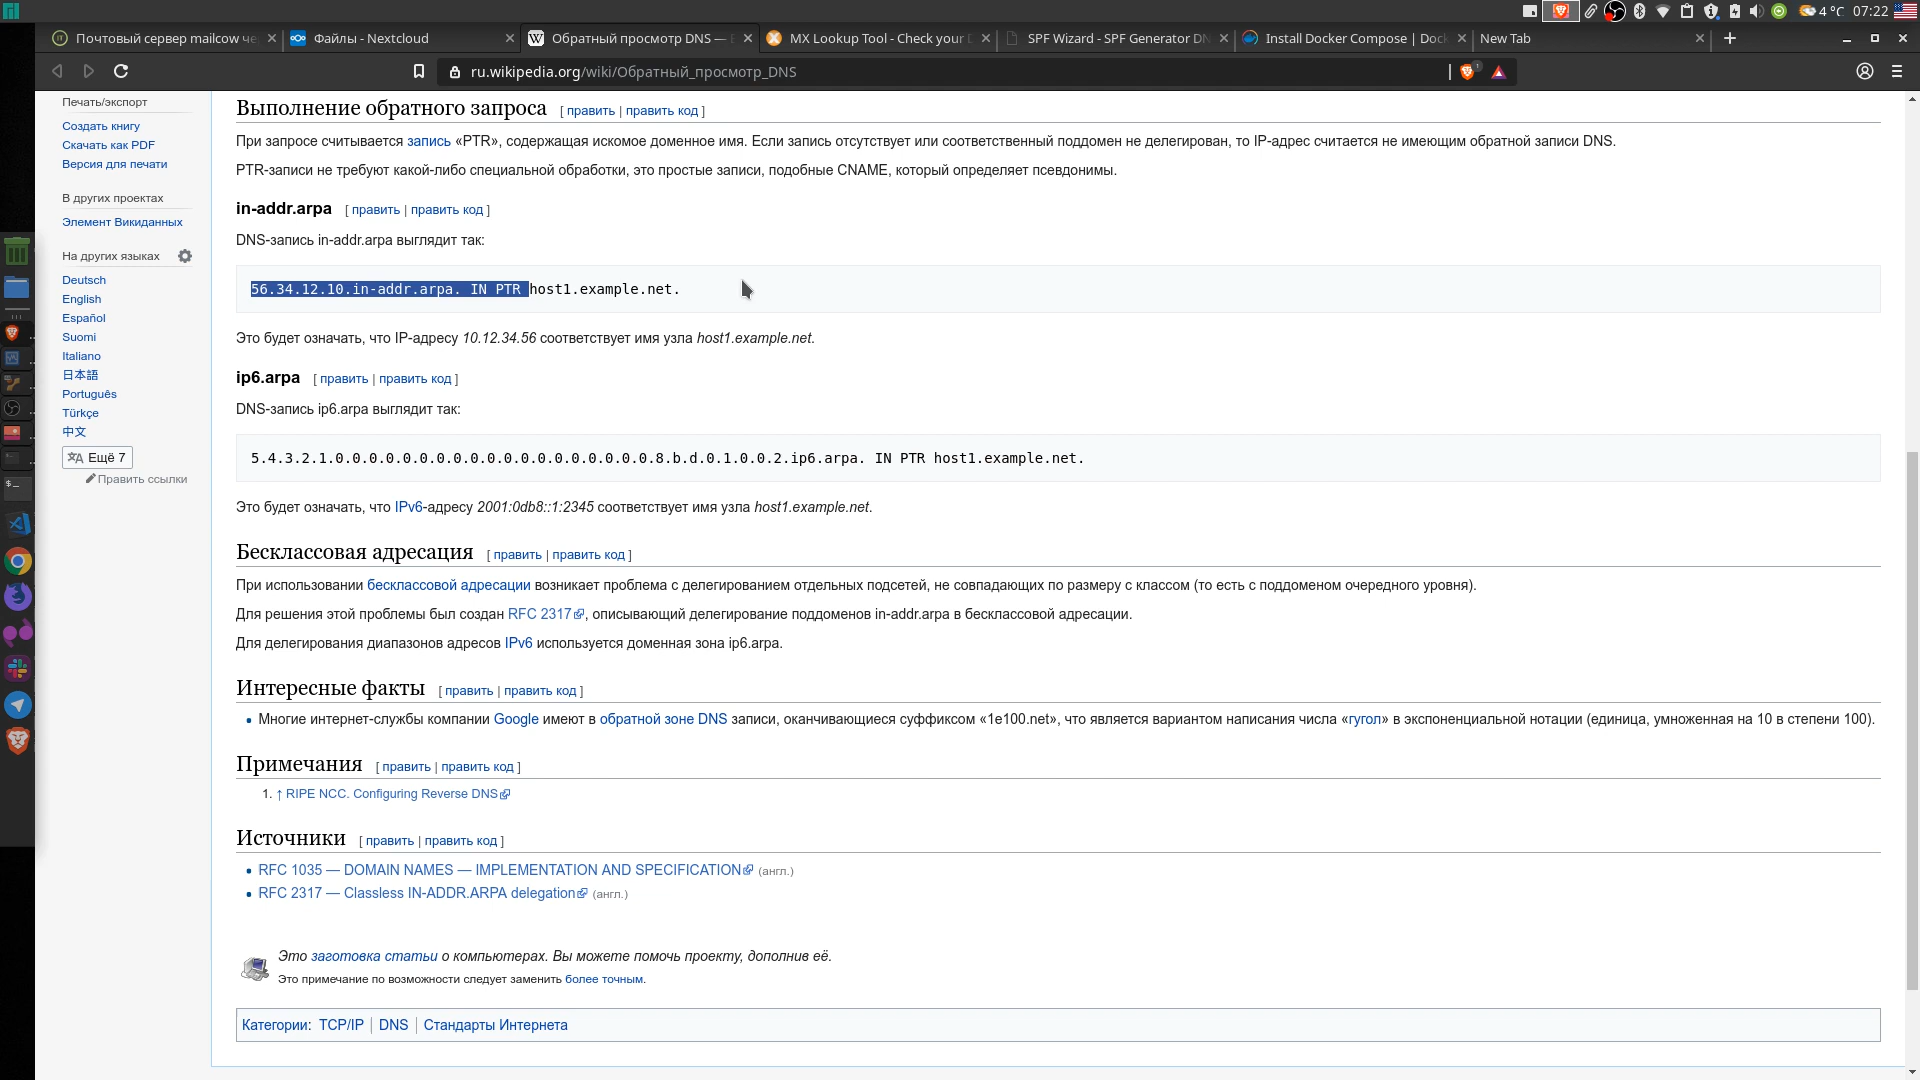 4 °C 07:22
Почтовый сервер mailcow че
Файлы - Nextcloud
Обратный просмотр DNS —
MX Lookup Tool - Check your
SPF Wizard - SPF Generator DN
Install Docker Compose | Doc
New Tab
ru.wikipedia.org/wiki/Обратный_просмотр_DNS
1
Печать/экспорт
Создать книгу
Скачать как PDF
Версия для печати
В других проектах
Элемент Викиданных
На других языках
Deutsch
English
Español
Suomi
Italiano
日本語
Português
Türkçe
中文
Ещё 7
Править ссылки
Выполнение обратного запроса [ править | править код ]
При запросе считывается запись «PTR», содержащая искомое доменное имя. Если запись отсутствует или соответственный поддомен не делегирован, то IP-адрес считается не имеющим обратной записи DNS.
PTR-записи не требуют какой-либо специальной обработки, это простые записи, подобные CNAME, который определяет псевдонимы.
in-addr.arpa [ править | править код ]
DNS-запись in-addr.arpa выглядит так:
56.34.12.10.in-addr.arpa. IN PTR host1.example.net.
Это будет означать, что IP-адресу 10.12.34.56 соответствует имя узла host1.example.net.
ip6.arpa [ править | править код ]
DNS-запись ip6.arpa выглядит так:
5.4.3.2.1.0.0.0.0.0.0.0.0.0.0.0.0.0.0.0.0.0.0.0.8.b.d.0.1.0.0.2.ip6.arpa. IN PTR host1.example.net.
Это будет означать, что IPv6-адресу 2001:0db8::1:2345 соответствует имя узла host1.example.net.
Бесклассовая адресация [ править | править код ]
При использовании бесклассовой адресации возникает проблема с делегированием отдельных подсетей, не совпадающих по размеру с классом (то есть с поддоменом очередного уровня).
Для решения этой проблемы был создан RFC 2317, описывающий делегирование поддоменов in-addr.arpa в бесклассовой адресации.
Для делегирования диапазонов адресов IPv6 используется доменная зона ip6.arpa.
Интересные факты [ править | править код ]
• Многие интернет-службы компании Google имеют в обратной зоне DNS записи, оканчивающиеся суффиксом «1e100.net», что является вариантом написания числа «гугол» в экспоненциальной нотации (единица, умноженная на 10 в степени 100).
Примечания [ править | править код ]
1. ↑ RIPE NCC. Configuring Reverse DNS
Источники [ править | править код ]
• RFC 1035 — DOMAIN NAMES — IMPLEMENTATION AND SPECIFICATION (англ.)
• RFC 2317 — Classless IN-ADDR.ARPA delegation (англ.)
Это заготовка статьи о компьютерах. Вы можете помочь проекту, дополнив её.
Это примечание по возможности следует заменить более точным.
Категории: TCP/IP | DNS | Стандарты Интернета